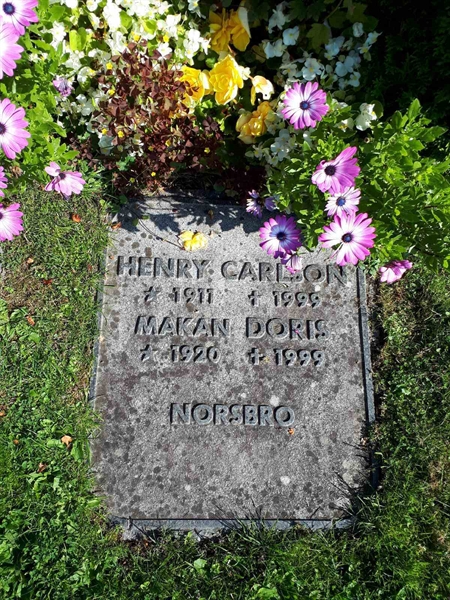 HENRY CARLSON
* 1911 + 1999
MAKAN DORIS
* 1920 + 1999
NORSBRO